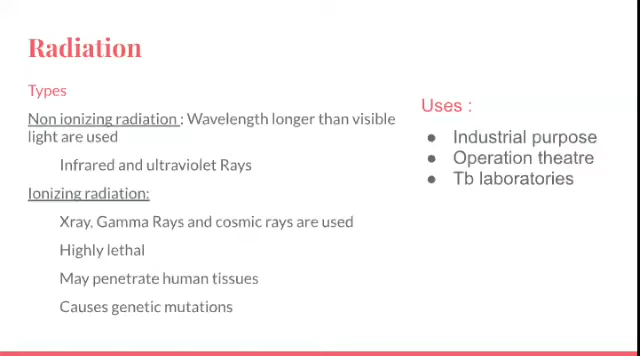 Radiation
Types
Non ionizing radiation : Wavelength longer than visible
light are used
Infrared and ultraviolet Rays
Ionizing radiation:
Xray, Gamma Rays and cosmic rays are used
Highly lethal
May penetrate human tissues
Causes genetic mutations
Uses :
● Industrial purpose
● Operation theatre
● Tb laboratories